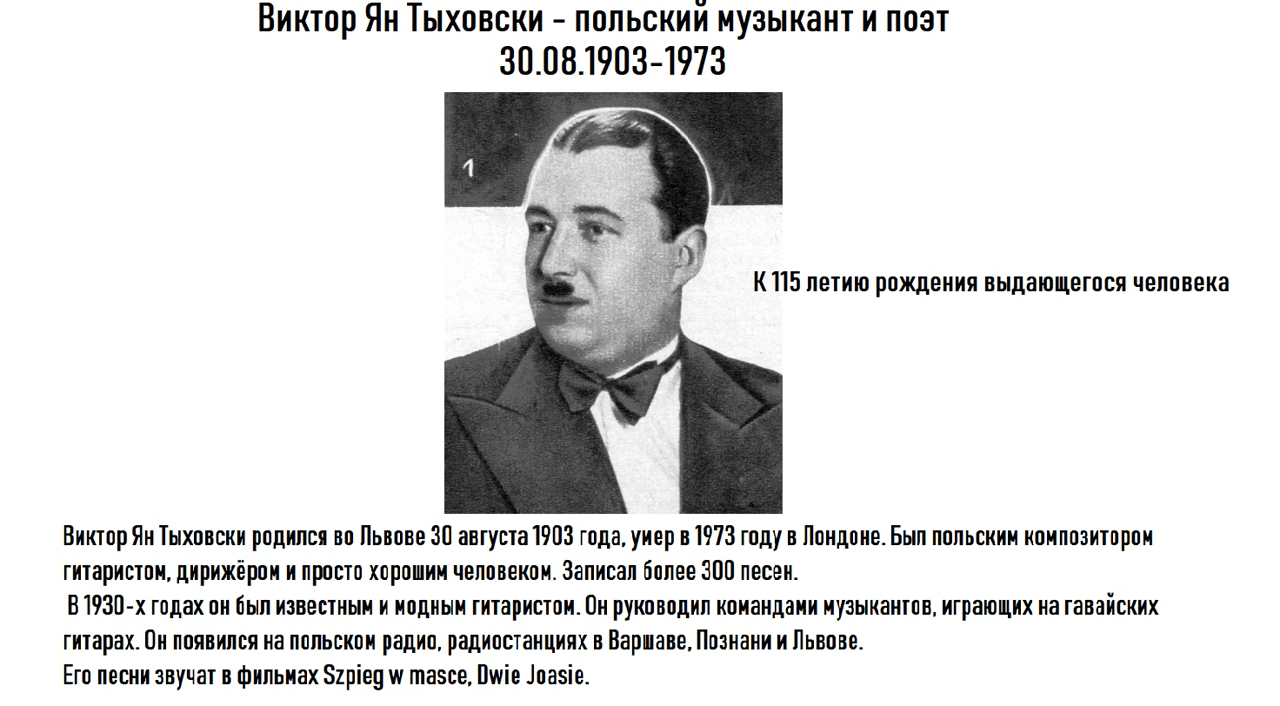 Виктор Ян Тыховски - польский музыкант и поэт
30.08.1903-1973
1
К 115 летию рождения выдающегося человека
Виктор Ян Тыховски родился во Львове 30 августа 1903 года, умер в 1973 году в Лондоне. Был польским композитором
гитаристом, дирижёром и просто хорошим человеком. Записал более 300 песен.
В 1930-х годах он был известным и модным гитаристом. Он руководил командами музыкантов, играющих на гавайских
гитарах. Он появился на польском радио, радиостанциях в Варшаве, Познани и Львове.
Его песни звучат в фильмах Szpieg w masce, Dwie Joasie.